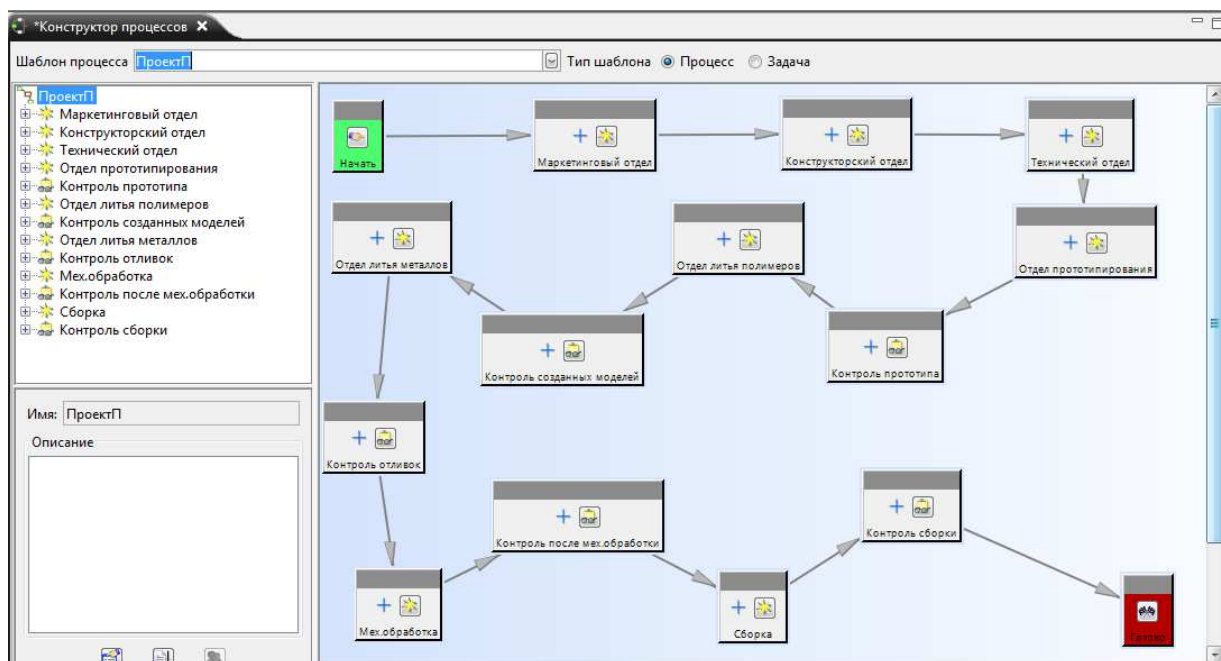 *Конструктор процессов
Шаблон процесса ПроектП Тип шаблона Процесс Задача
ПроектП
Маркетинговый отдел
Конструкторский отдел
Технический отдел
Отдел прототипирования
Контроль прототипа
Отдел литья полимеров
Контроль созданных моделей
Отдел литья металлов
Контроль отливок
Мех.обработка
Контроль после мех.обработки
Сборка
Контроль сборки
Имя: ПроектП
Описание
Начать
Маркетинговый отдел
Конструкторский отдел
Технический отдел
Отдел литья металлов
Отдел литья полимеров
Отдел прототипирования
Контроль созданных моделей
Контроль прототипа
Контроль отливок
Контроль после мех.обработки
Контроль сборки
Мех.обработка
Сборка
Готово